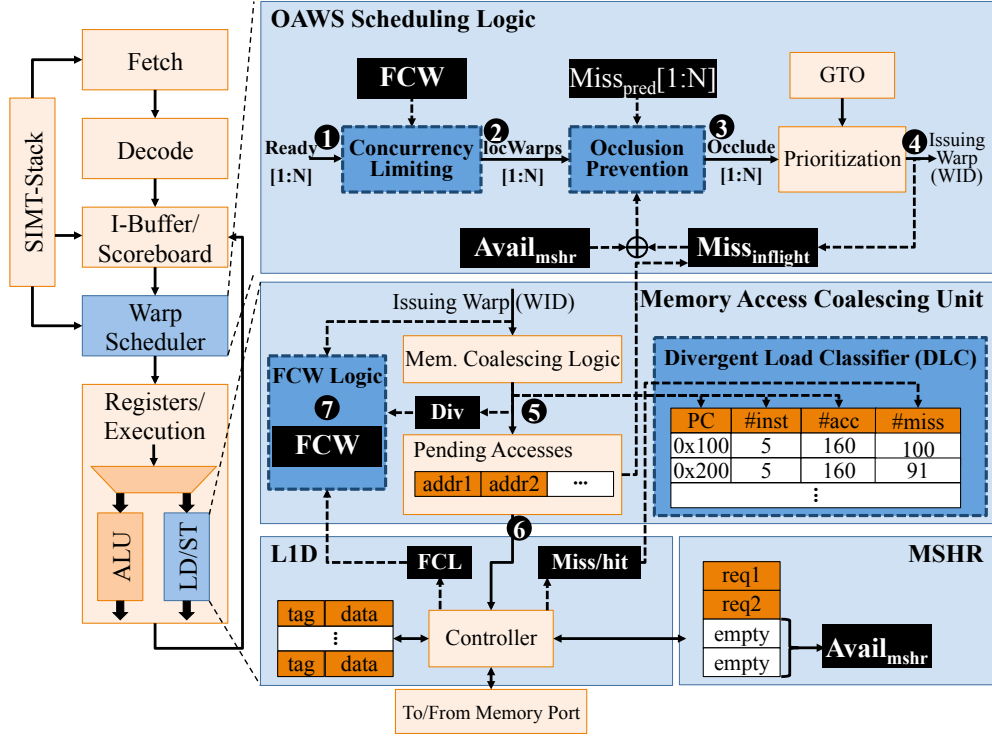 Fetch
Decode
SIMT-Stack
I-Buffer/
Scoreboard
Warp
Scheduler
Registers/
Execution
ALU
LD/ST
OAWS Scheduling Logic
FCW
Miss_pred[1:N]
GTO
1
Ready
[1:N]
Concurrency
Limiting
2
locWarps
[1:N]
Occlusion
Prevention
3
Occlude
[1:N]
Prioritization
4
Issuing
Warp
(WID)
Avail_mshr
Miss_inflight
Memory Access Coalescing Unit
Issuing Warp (WID)
Mem. Coalescing Logic
FCW Logic
7
FCW
Div
5
Pending Accesses
addr1 addr2 ...
Divergent Load Classifier (DLC)
PC #inst #acc #miss
0x100 5 160 100
0x200 5 160 91
⋮
6
L1D
FCL
Miss/hit
tag data
⋮
tag data
Controller
To/From Memory Port
MSHR
req1
req2
empty
empty
Avail_mshr